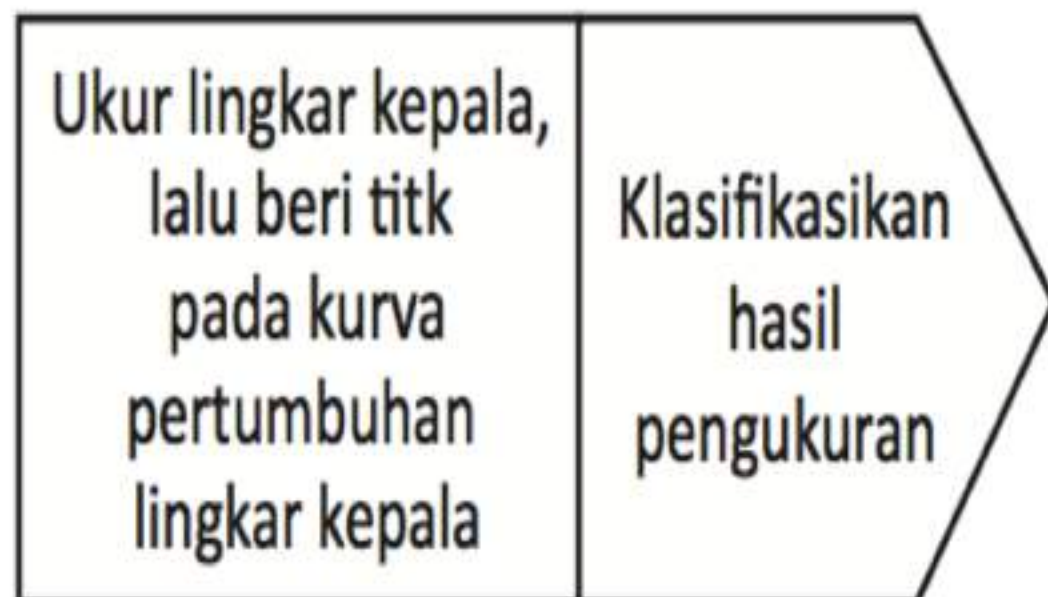 Ukur lingkar kepala,
lalu beri titk
pada kurva
pertumbuhan
lingkar kepala
Klasifikasikan
hasil
pengukuran